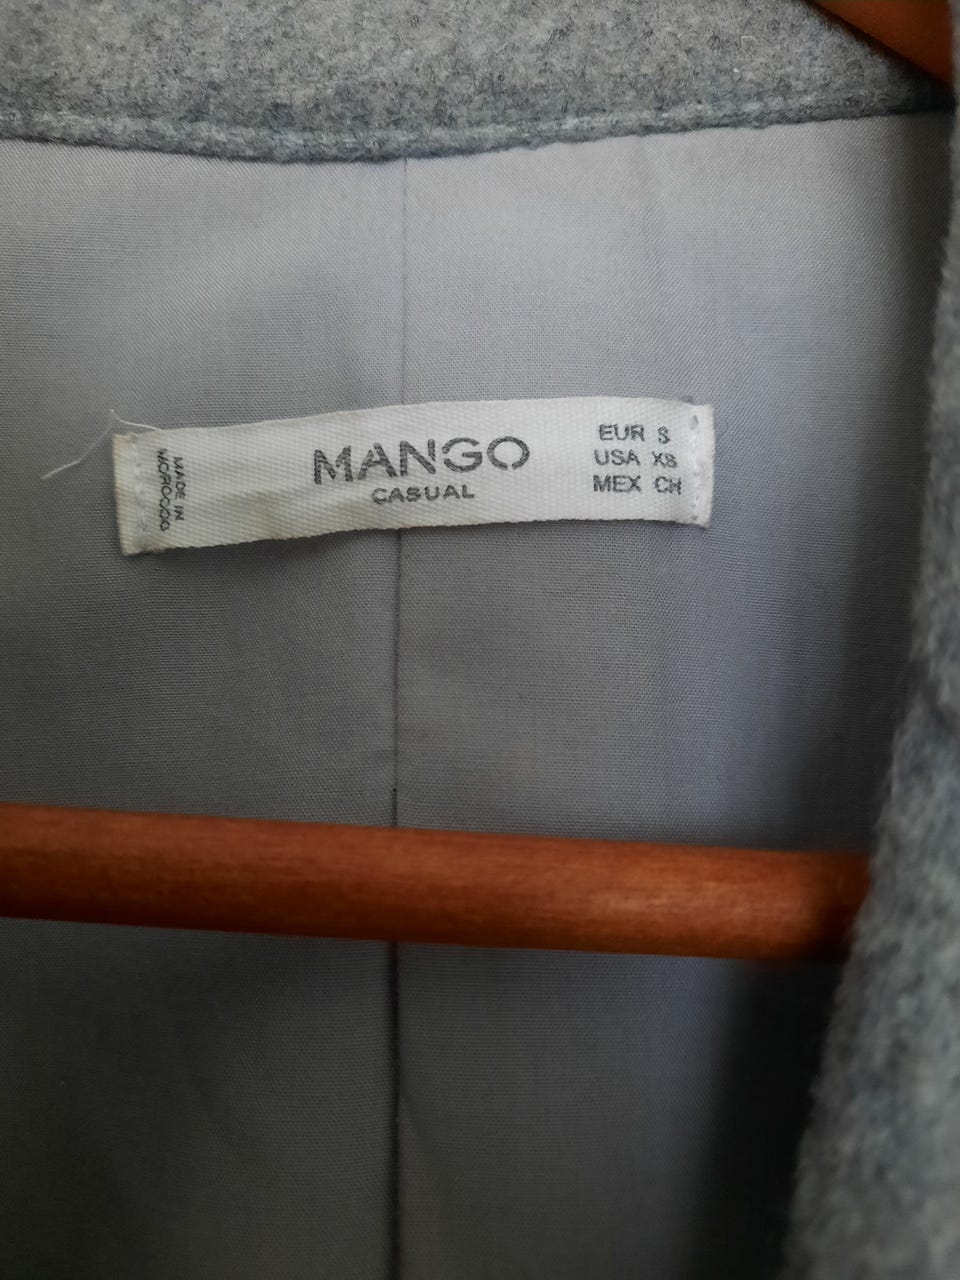 MADE IN
MOROCCO
MANGO
CASUAL
EUR S
USA XS
MEX CH